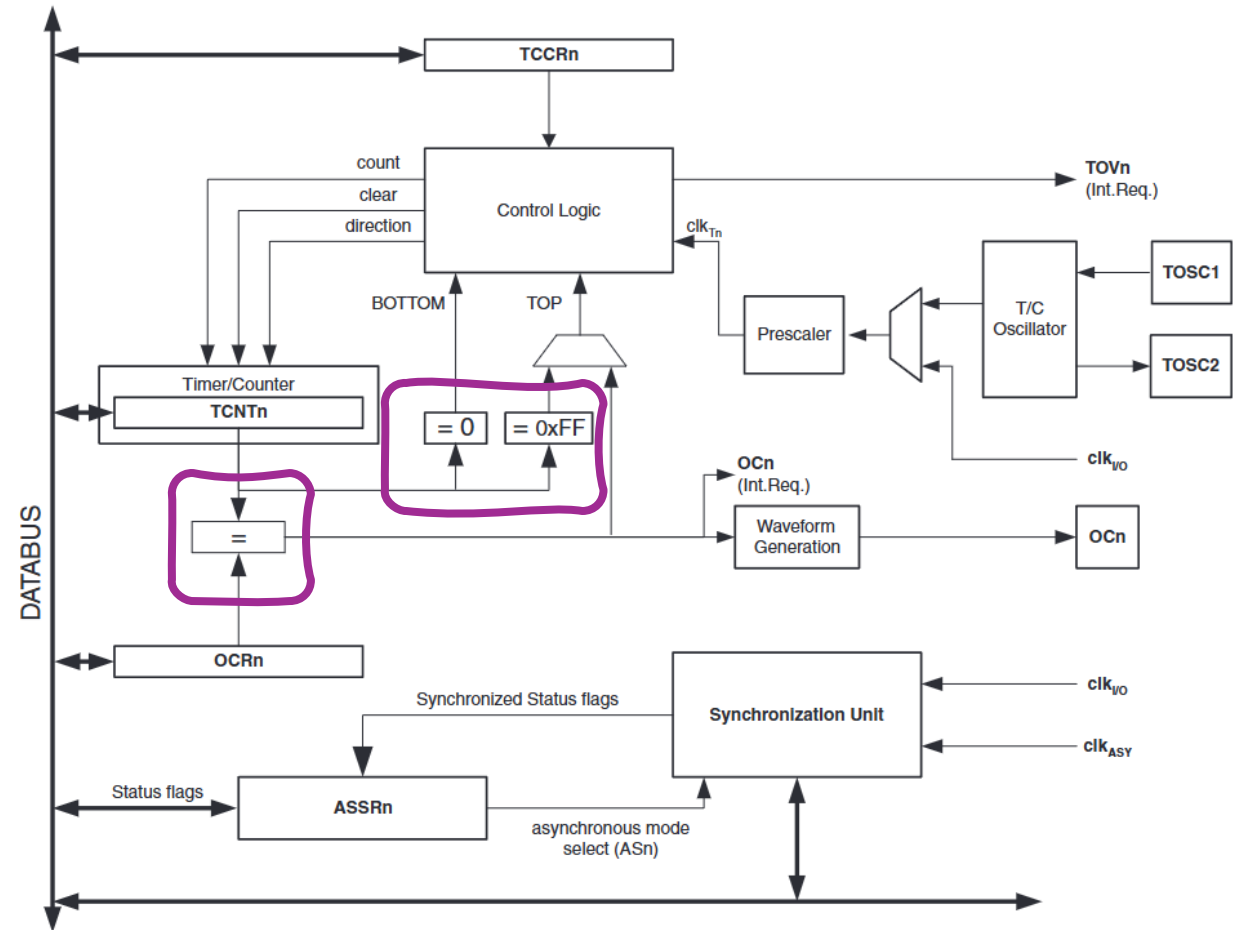 TCCRn
count
clear
direction
Control Logic
TOVn
(Int.Req.)
clkTn
BOTTOM
TOP
Prescaler
T/C
Oscillator
TOSC1
TOSC2
Timer/Counter
TCNTn
= 0
= 0xFF
clkI/O
OCn
(Int.Req.)
=
Waveform
Generation
OCn
DATABUS
OCRn
Synchronized Status flags
Synchronization Unit
clkI/O
clkASY
Status flags
ASSRn
asynchronous mode
select (ASn)